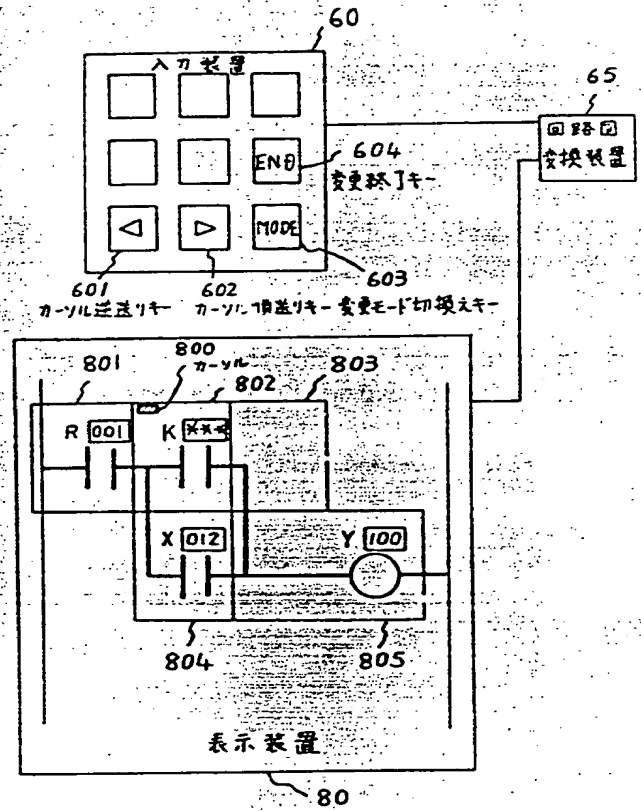 60
入力装置
65
回路図
変換装置
END
604
変更終了キー
◁ ▷ MODE
601 602 603
カーソル逆送りキー カーソル順送りキー 変更モード切換えキー
801 800 802 803
カーソル
R 001 K ***
X 012 Y 100
804 805
表示装置
80